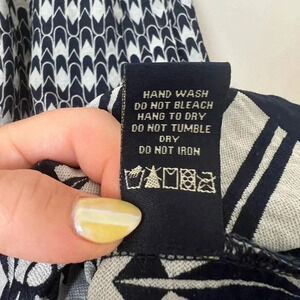 HAND WASH
DO NOT BLEACH
HANG TO DRY
DO NOT TUMBLE
DRY
DO NOT IRON